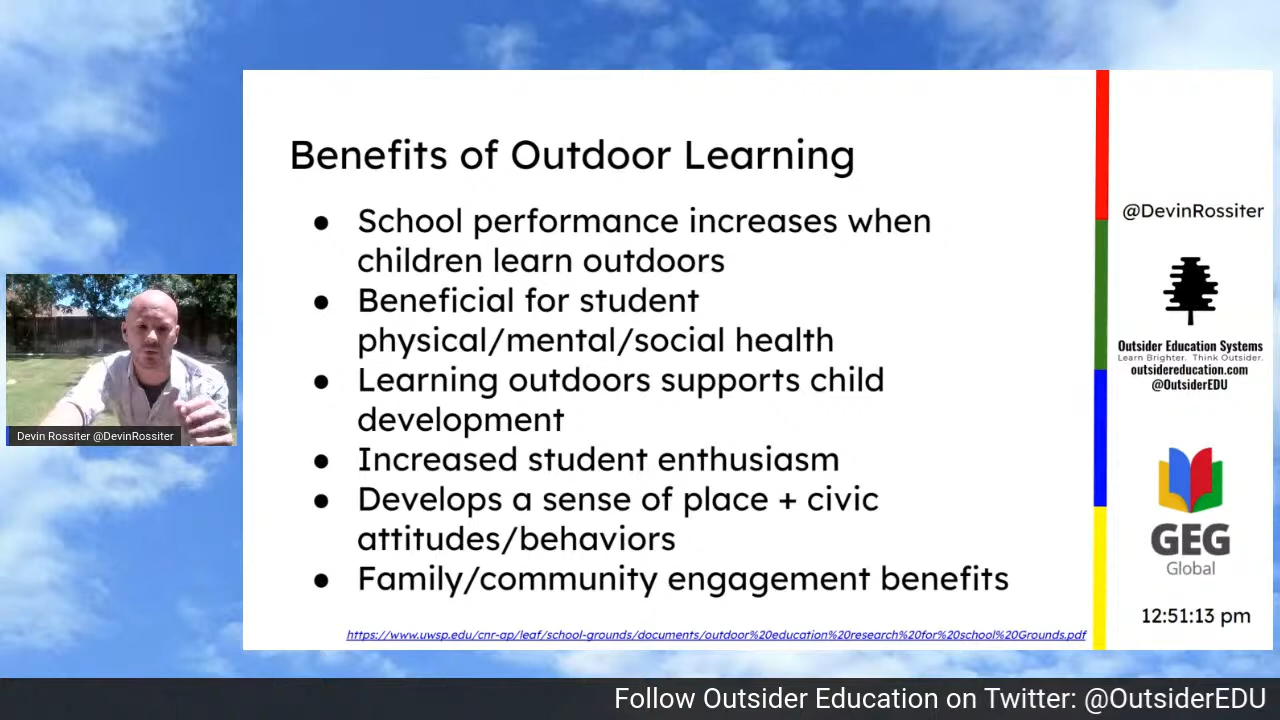 Benefits of Outdoor Learning
● School performance increases when
children learn outdoors
● Beneficial for student
physical/mental/social health
● Learning outdoors supports child
development
● Increased student enthusiasm
● Develops a sense of place + civic
attitudes/behaviors
● Family/community engagement benefits
https://www.uwsp.edu/cnr-ap/leaf/school-grounds/documents/outdoor%20education%20research%20for%20school%20Grounds.pdf
@DevinRossiter
Outsider Education Systems
Learn Brighter. Think Outsider.
outsidereducation.com
@OutsiderEDU
GEG
Global
12:51:13 pm
Devin Rossiter @DevinRossiter
Follow Outsider Education on Twitter: @OutsiderEDU